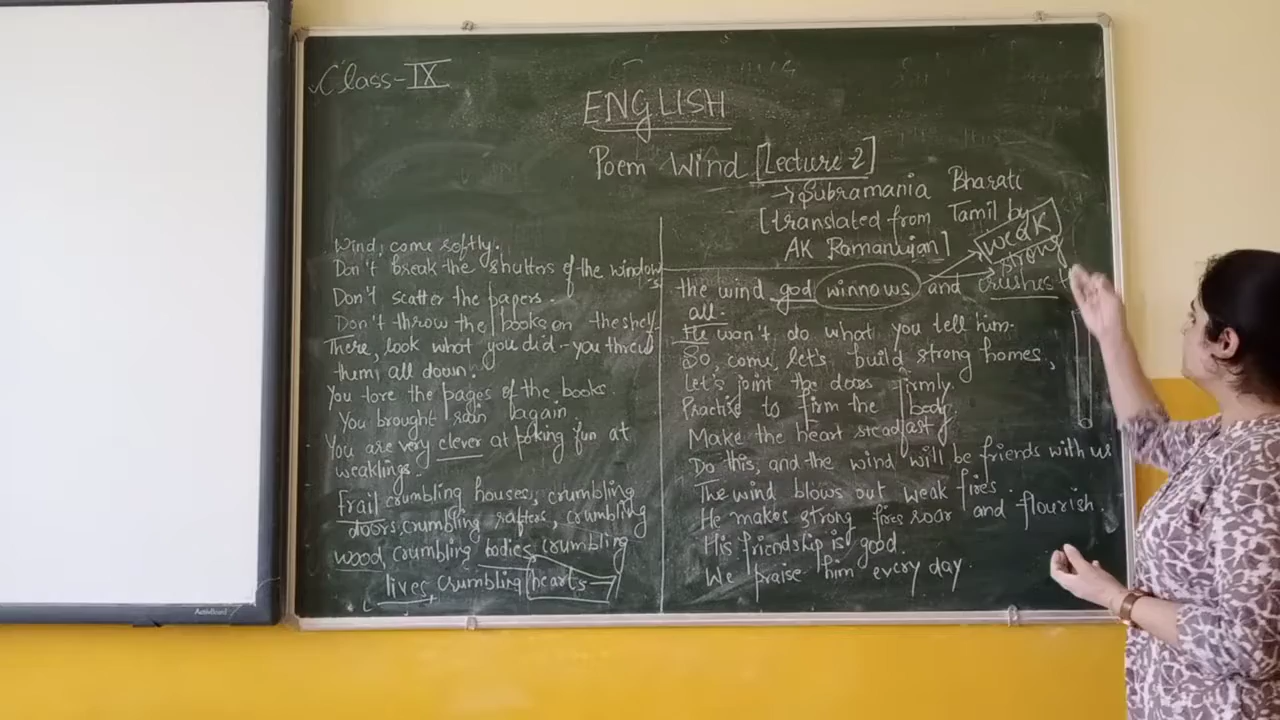 Class-IX
ENGLISH
Poem Wind [Lecture-2]
→ Subramania Bharati
[translated from Tamil by
AK Ramanujan]
Wind, come softly.
Don't break the shutters of the windows
Don't scatter the papers.
Don't throw the books on the shelf.
There, look what you did - you threw
them all down.
You tore the pages of the books.
You brought rain again.
You are very clever at poking fun at
weaklings.
Frail crumbling houses, crumbling
doors, crumbling rafters, crumbling
wood, crumbling bodies, crumbling
lives, crumbling hearts
weak
strong
the wind god winnows and crushes
all.
He won't do what you tell him.
So, come, let's build strong homes,
Let's joint the doors firmly.
Practise to firm the body.
Make the heart steadfast
Do this, and the wind will be friends with us
The wind blows out weak fires.
He makes strong fires roar and flourish.
His friendship is good.
We praise him every day.
ActivBoard